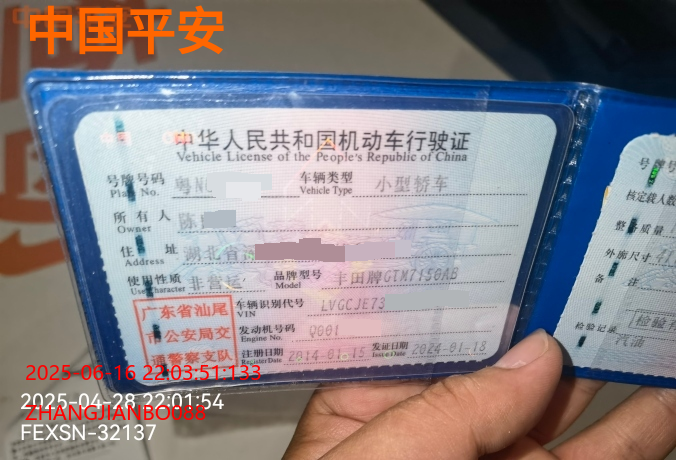 中国平安
中华人民共和国机动车行驶证
Vehicle License of the People's Republic of China
号牌号码 粤N 车辆类型 小型轿车
Plate No. Vehicle Type
所有人 陈
Owner
住址 湖北省
Address
使用性质 非营运 品牌型号 丰田牌GTM7150AB
Use Character Model
广东省汕尾
市公安局交
通警察支队
车辆识别代号 LVGCJE73
VIN
发动机号码 Q001
Engine No.
注册日期 2014-01-15 发证日期 2024-01-18
Register Date Issue Date
号牌号
核定载人数
整备质量
外廓尺寸
备注
检验记录
汽油
2025-06-16 22:03:51:133
2025-04-28 22:01:54
ZHANGJIANBO088
FEXSN-32137